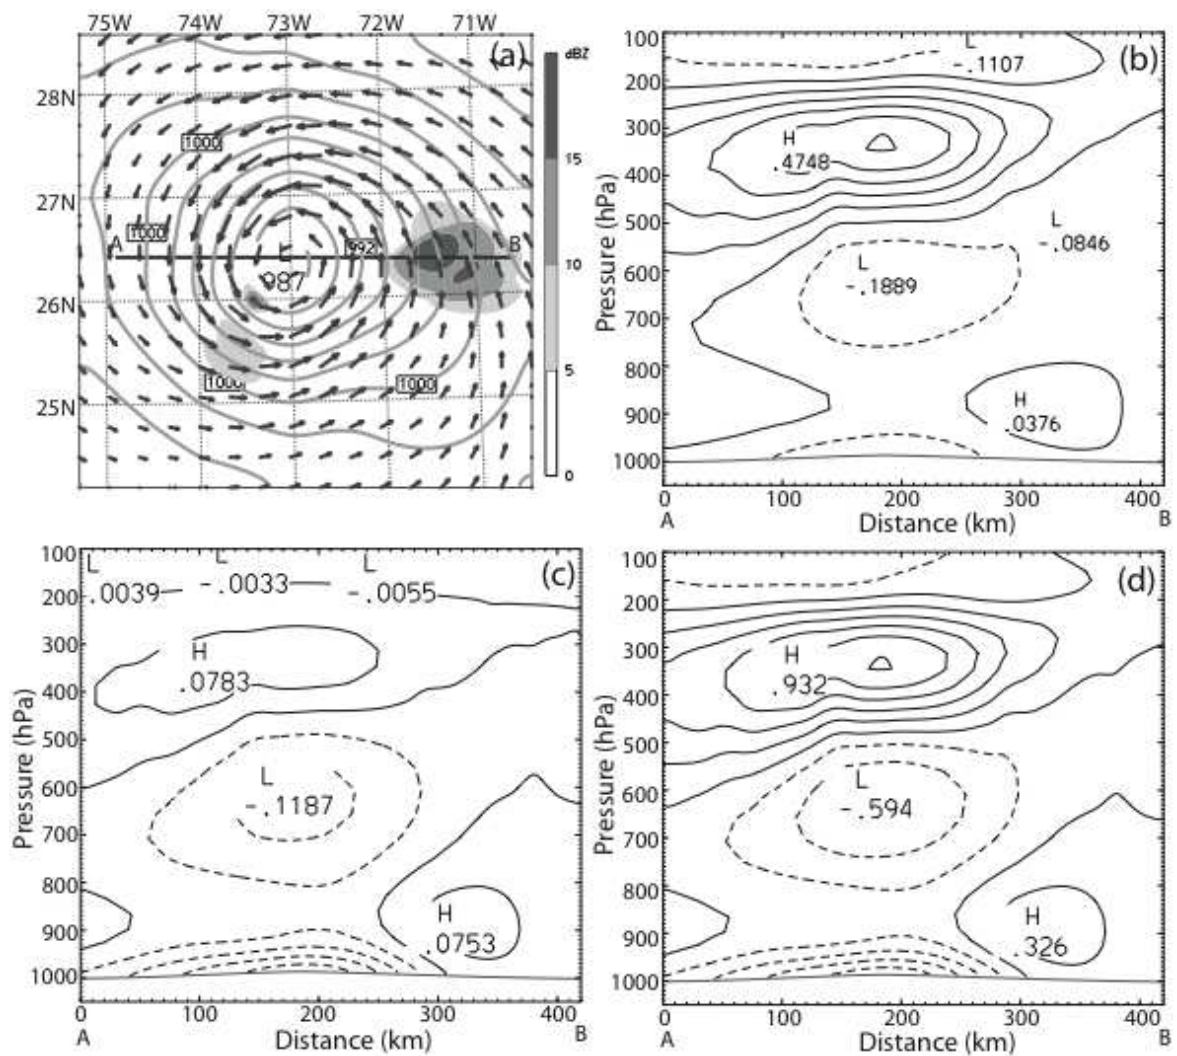 75W 74W 73W 72W 71W
(a)
dBZ
28N
27N
26N
25N
1000
1000
1000
1000
992
A
B
L
987
15
10
5
0
(b)
100
200
300
400
500
600
700
800
900
1000
Pressure (hPa)
L
-.1107
H
.4748
L
-.0846
L
-.1889
H
.0376
0 100 200 300 400
A Distance (km) B
(c)
100
200
300
400
500
600
700
800
900
1000
Pressure (hPa)
L
.0039
L
-.0033
L
-.0055
H
.0783
L
-.1187
H
.0753
0 100 200 300 400
A Distance (km) B
(d)
100
200
300
400
500
600
700
800
900
1000
Pressure (hPa)
H
.932
L
-.594
H
.326
0 100 200 300 400
A Distance (km) B